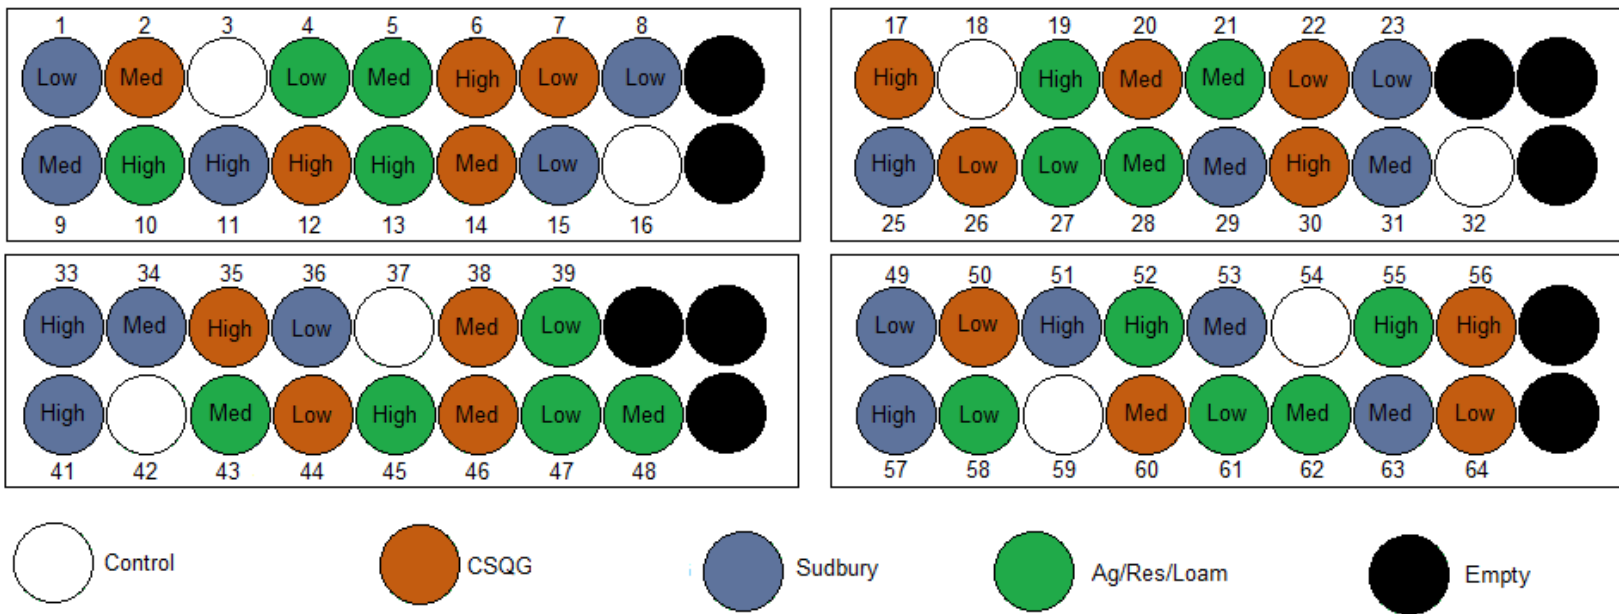 1 2 3 4 5 6 7 8
Low Med Low Med High Low Low
Med High High High High Med Low
9 10 11 12 13 14 15 16
17 18 19 20 21 22 23
High High Med Med Low Low
High Low Low Med Med High Med
25 26 27 28 29 30 31 32
33 34 35 36 37 38 39
High Med High Low Med Low
High Med Low High Med Low Med
41 42 43 44 45 46 47 48
49 50 51 52 53 54 55 56
Low Low High High Med High High
High Low Med Low Med Med Low
57 58 59 60 61 62 63 64
Control CSQG Sudbury Ag/Res/Loam Empty